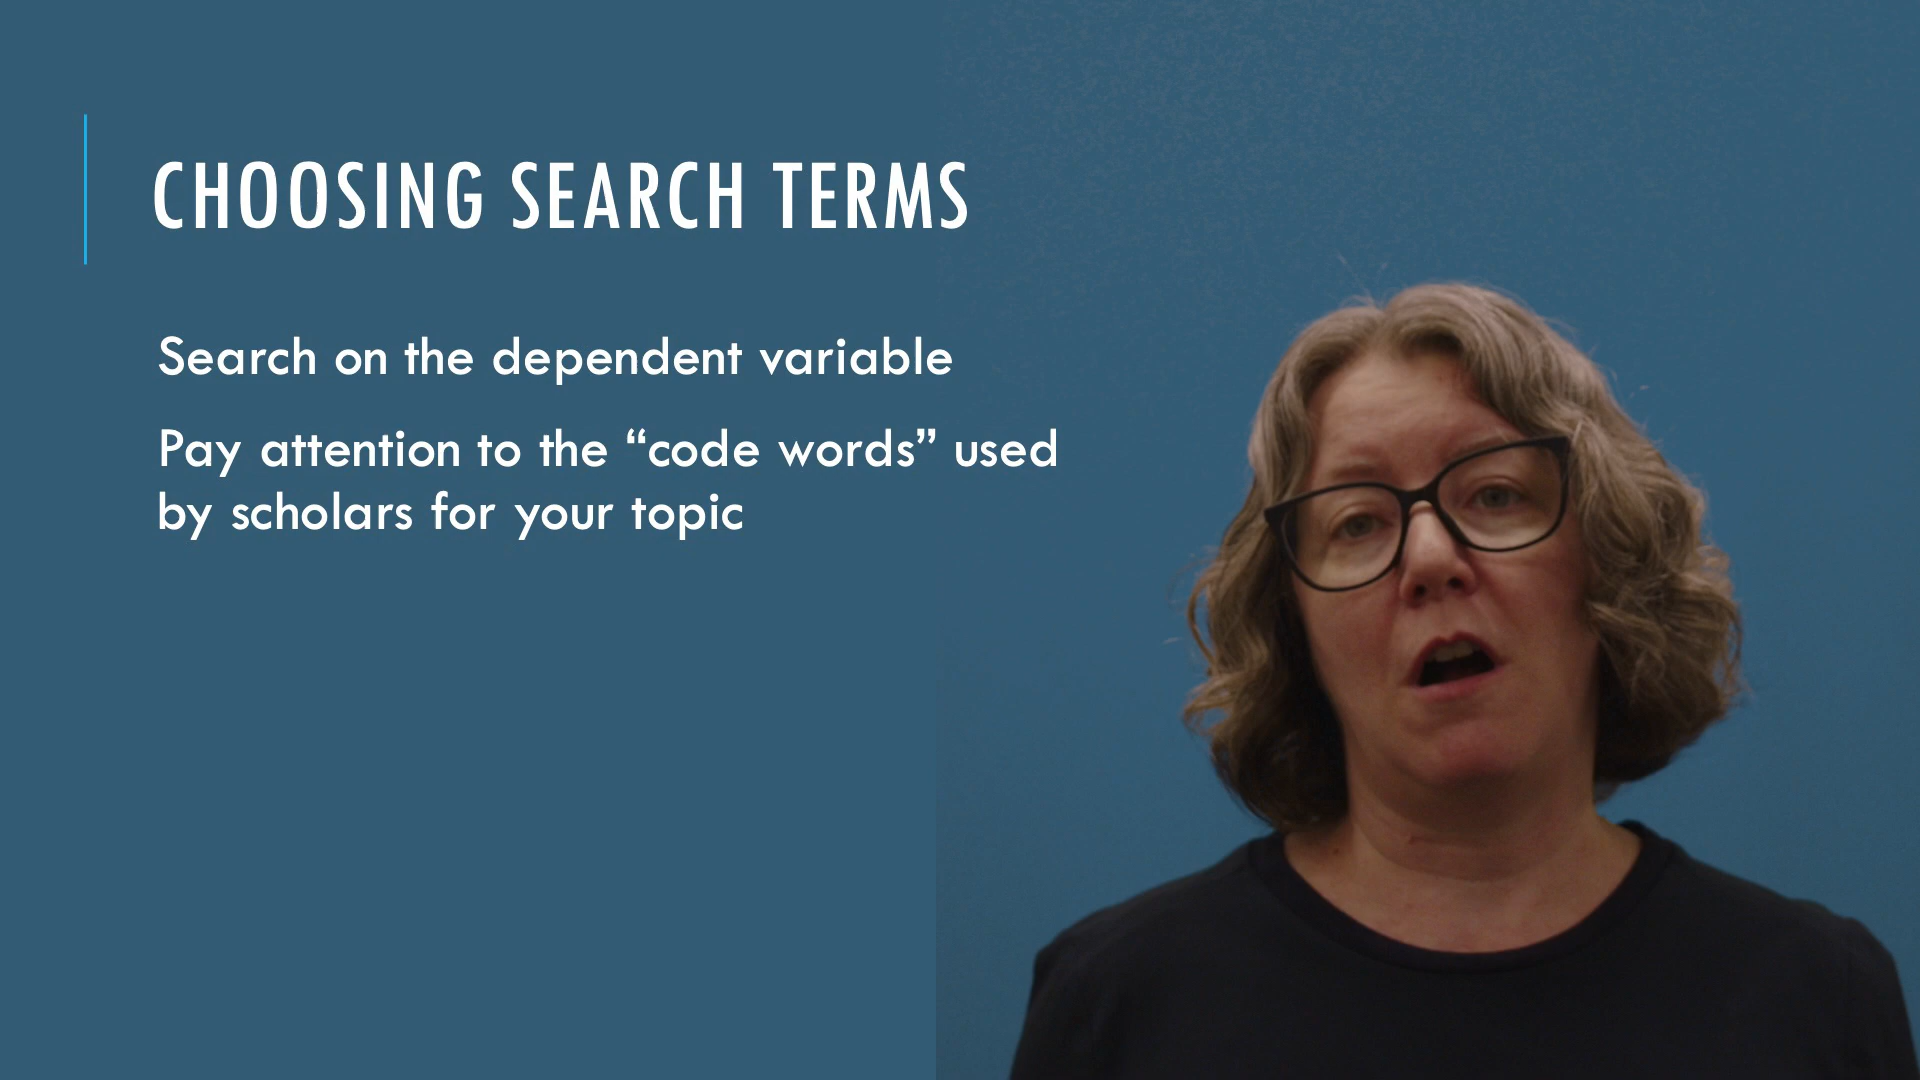 CHOOSING SEARCH TERMS
Search on the dependent variable
Pay attention to the “code words” used
by scholars for your topic